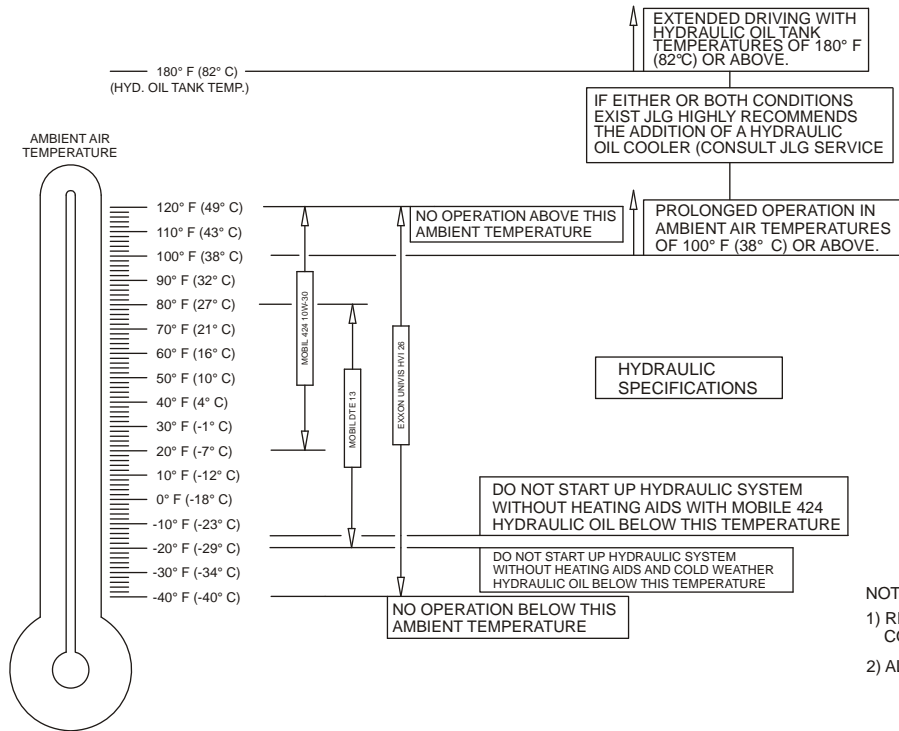 EXTENDED DRIVING WITH
HYDRAULIC OIL TANK
TEMPERATURES OF 180° F
(82°C) OR ABOVE.
180° F (82° C)
(HYD. OIL TANK TEMP.)
IF EITHER OR BOTH CONDITIONS
EXIST JLG HIGHLY RECOMMENDS
THE ADDITION OF A HYDRAULIC
OIL COOLER (CONSULT JLG SERVICE
AMBIENT AIR
TEMPERATURE
120° F (49° C)
110° F (43° C)
100° F (38° C)
90° F (32° C)
80° F (27° C)
70° F (21° C)
60° F (16° C)
50° F (10° C)
40° F (4° C)
30° F (-1° C)
20° F (-7° C)
10° F (-12° C)
0° F (-18° C)
-10° F (-23° C)
-20° F (-29° C)
-30° F (-34° C)
-40° F (-40° C)
MOBIL 424 10W-30
MOBIL DTE 13
EXXON UNIVIS HVI 26
NO OPERATION ABOVE THIS
AMBIENT TEMPERATURE
PROLONGED OPERATION IN
AMBIENT AIR TEMPERATURES
OF 100° F (38° C) OR ABOVE.
HYDRAULIC
SPECIFICATIONS
DO NOT START UP HYDRAULIC SYSTEM
WITHOUT HEATING AIDS WITH MOBILE 424
HYDRAULIC OIL BELOW THIS TEMPERATURE
DO NOT START UP HYDRAULIC SYSTEM
WITHOUT HEATING AIDS AND COLD WEATHER
HYDRAULIC OIL BELOW THIS TEMPERATURE
NO OPERATION BELOW THIS
AMBIENT TEMPERATURE
1)
2)